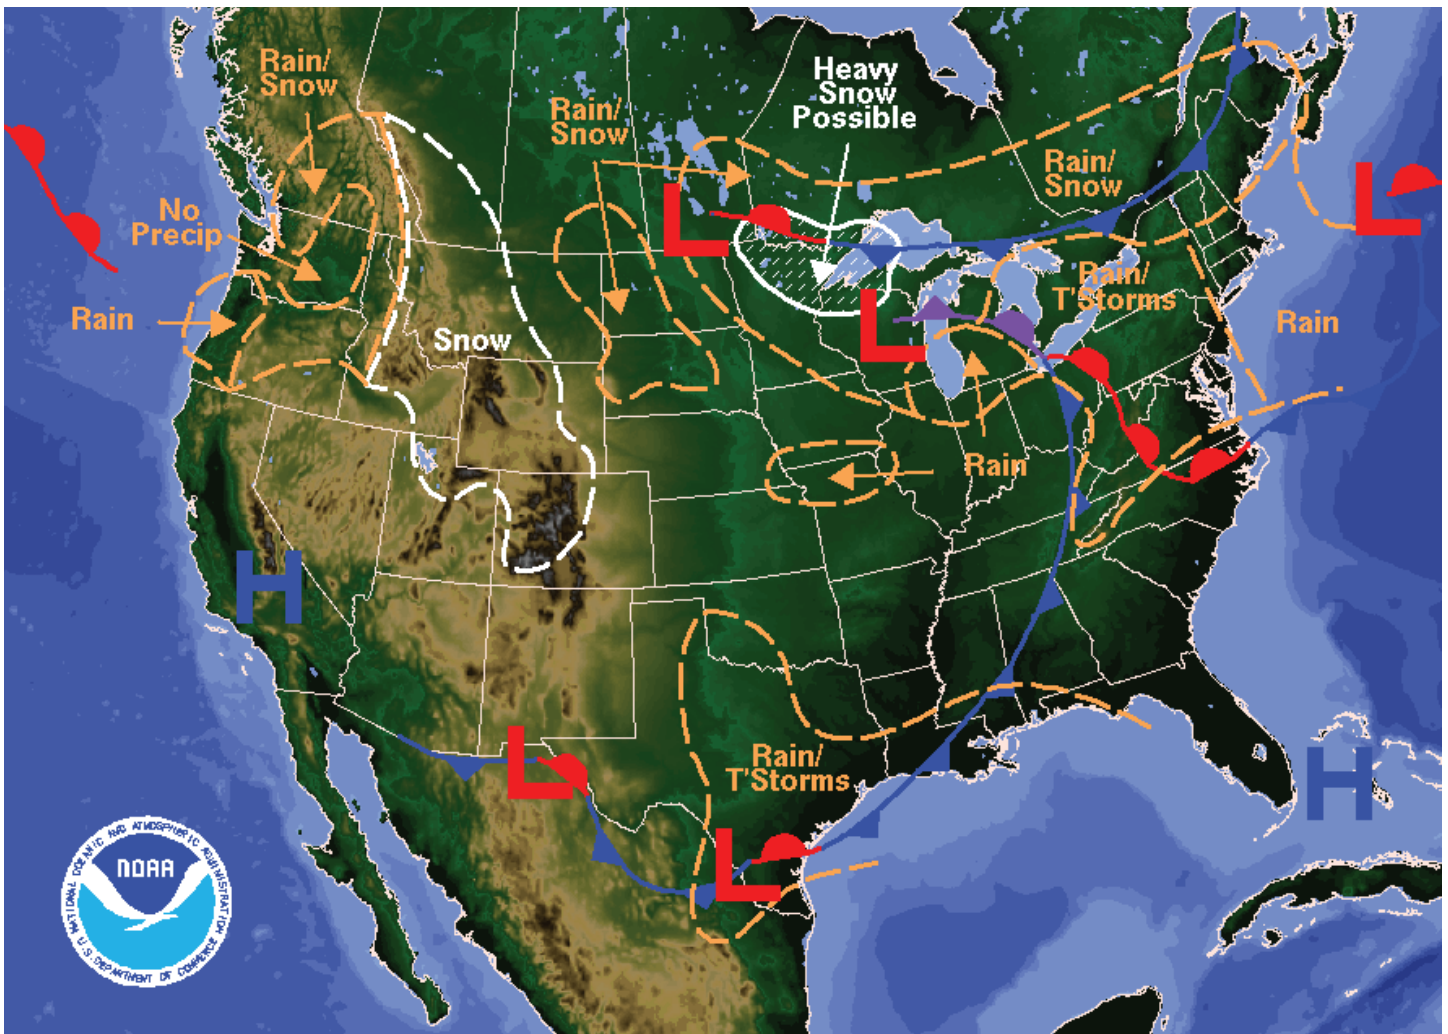 Rain/
Snow
Heavy
Snow
Possible
Rain/
Snow
Rain/
Snow
No
Precip
Rain/
T'Storms
Rain
Rain
Snow
Rain
L
L
L
L
L
H
H
Rain/
T'Storms
NATIONAL OCEANIC AND ATMOSPHERIC ADMINISTRATION
NOAA
U.S. DEPARTMENT OF COMMERCE